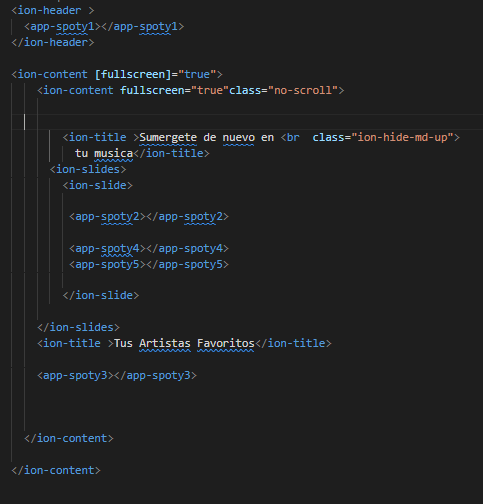 <ion-header >
<app-spoty1></app-spoty1>
</ion-header>
<ion-content [fullscreen]="true">
<ion-content fullscreen="true"class="no-scroll">
<ion-title >Sumergete de nuevo en <br  class="ion-hide-md-up">
tu musica</ion-title>
<ion-slides>
<ion-slide>
<app-spoty2></app-spoty2>
<app-spoty4></app-spoty4>
<app-spoty5></app-spoty5>
</ion-slide>
</ion-slides>
<ion-title >Tus Artistas Favoritos</ion-title>
<app-spoty3></app-spoty3>
</ion-content>
</ion-content>